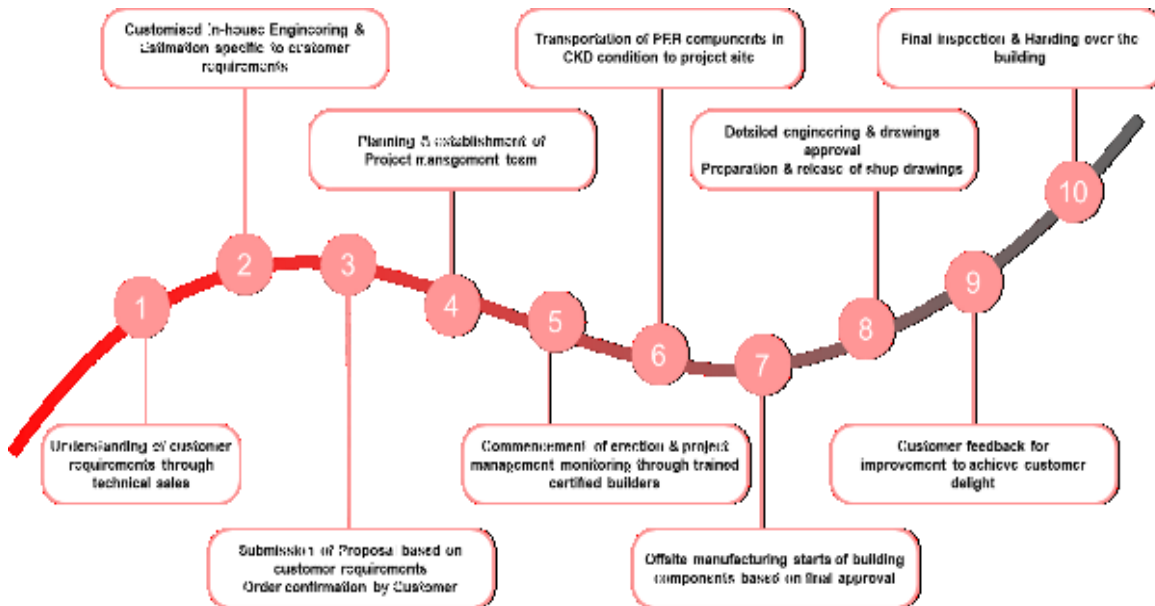 Customised In-house Engineering &
Estimation specific to customer
requirements
Transportation of PEB components in
CKD condition to project site
Final inspection & Handing over the
building
Planning & establishment of
Project management team
Detailed engineering & drawings
approval
Preparation & release of shop drawings
1
2
3
4
5
6
7
8
9
10
Understanding of customer
requirements through
technical sales
Commencement of erection & project
management monitoring through trained
certified builders
Customer feedback for
improvement to achieve customer
delight
Submission of Proposal based on
customer requirements
Order confirmation by Customer
Offsite manufacturing starts of building
components based on final approval